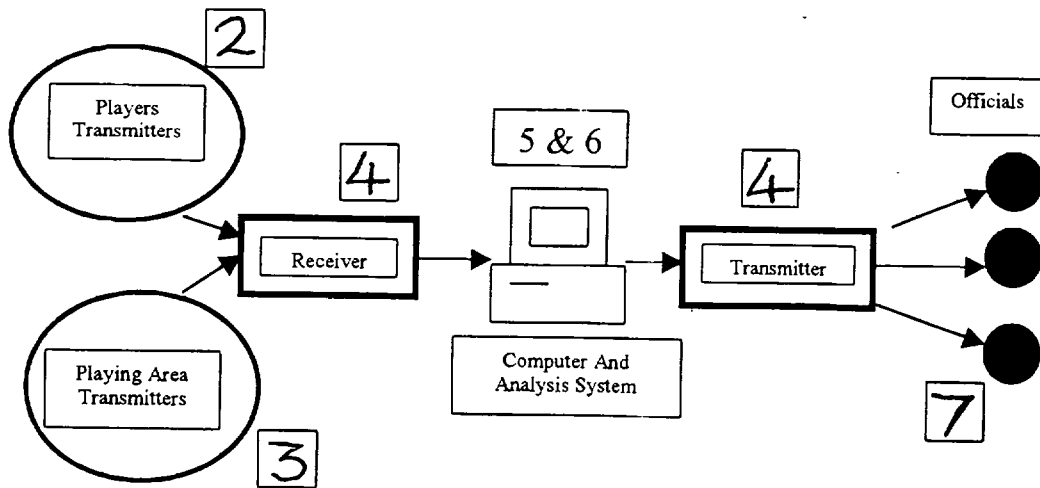 2
Players
Transmitters
Officials
5 & 6
4
4
Receiver
Transmitter
Computer And
Analysis System
Playing Area
Transmitters
7
3